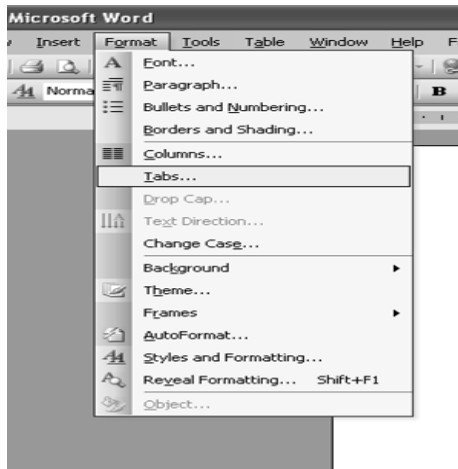 Microsoft Word
Insert Format Tools Table Window Help F
Norma B
Font...
Paragraph...
Bullets and Numbering...
Borders and Shading...
Columns...
Tabs...
Drop Cap...
Text Direction...
Change Case...
Background
Theme...
Frames
AutoFormat...
Styles and Formatting...
Reveal Formatting... Shift+F1
Object...